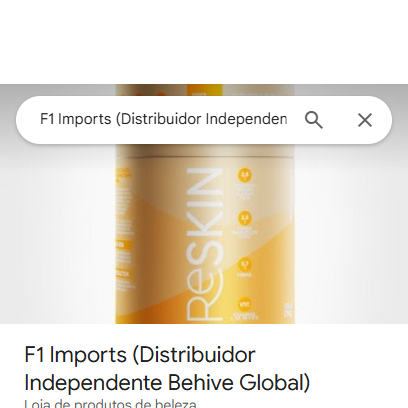 F1 Imports (Distribuidor Independen
ReSKIN
F1 Imports (Distribuidor
Independente Behive Global)
Loja de produtos de beleza